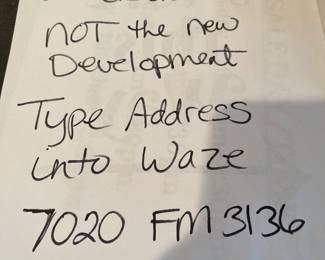 NOT the new
Development
Type Address
into Waze
7020 FM 3136